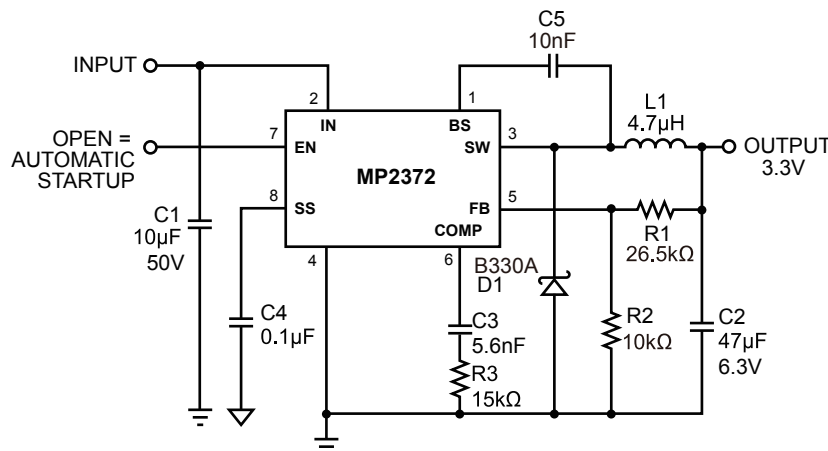 C5
10nF
INPUT
2
1
L1
4.7µH
IN
BS
7
3
OPEN =
AUTOMATIC
STARTUP
EN
SW
OUTPUT
3.3V
MP2372
8
5
SS
FB
COMP
C1
10µF
50V
R1
26.5kΩ
4
6
B330A
D1
C4
0.1µF
C3
5.6nF
R2
10kΩ
C2
47µF
6.3V
R3
15kΩ